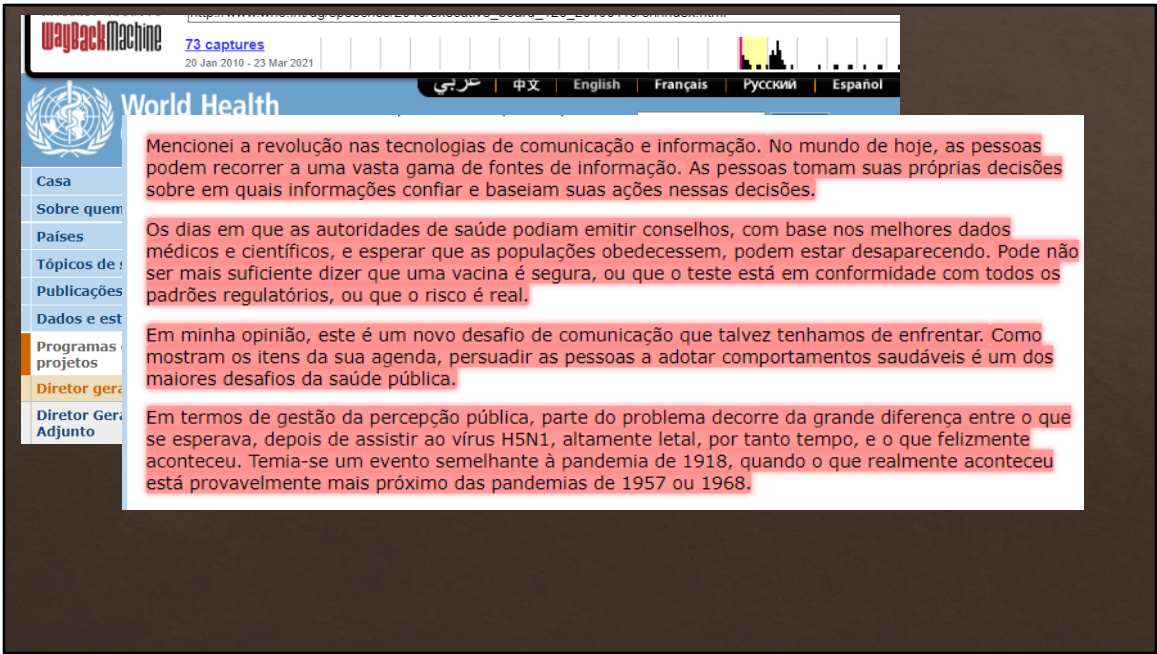 WayBackMachine
73 captures
20 Jan 2010 - 23 Mar 2021
عربي | 中文 | English | Français | Русский | Español
World Health
Mencionei a revolução nas tecnologias de comunicação e informação. No mundo de hoje, as pessoas
podem recorrer a uma vasta gama de fontes de informação. As pessoas tomam suas próprias decisões
sobre em quais informações confiar e baseiam suas ações nessas decisões.
Os dias em que as autoridades de saúde podiam emitir conselhos, com base nos melhores dados
médicos e científicos, e esperar que as populações obedecessem, podem estar desaparecendo. Pode não
ser mais suficiente dizer que uma vacina é segura, ou que o teste está em conformidade com todos os
padrões regulatórios, ou que o risco é real.
Em minha opinião, este é um novo desafio de comunicação que talvez tenhamos de enfrentar. Como
mostram os itens da sua agenda, persuadir as pessoas a adotar comportamentos saudáveis é um dos
maiores desafios da saúde pública.
Em termos de gestão da percepção pública, parte do problema decorre da grande diferença entre o que
se esperava, depois de assistir ao vírus H5N1, altamente letal, por tanto tempo, e o que felizmente
aconteceu. Temia-se um evento semelhante à pandemia de 1918, quando o que realmente aconteceu
está provavelmente mais próximo das pandemias de 1957 ou 1968.
Casa
Sobre quem
Países
Tópicos de
Publicações
Dados e
Programas
projetos
Diretor
Diretor
Adjunto